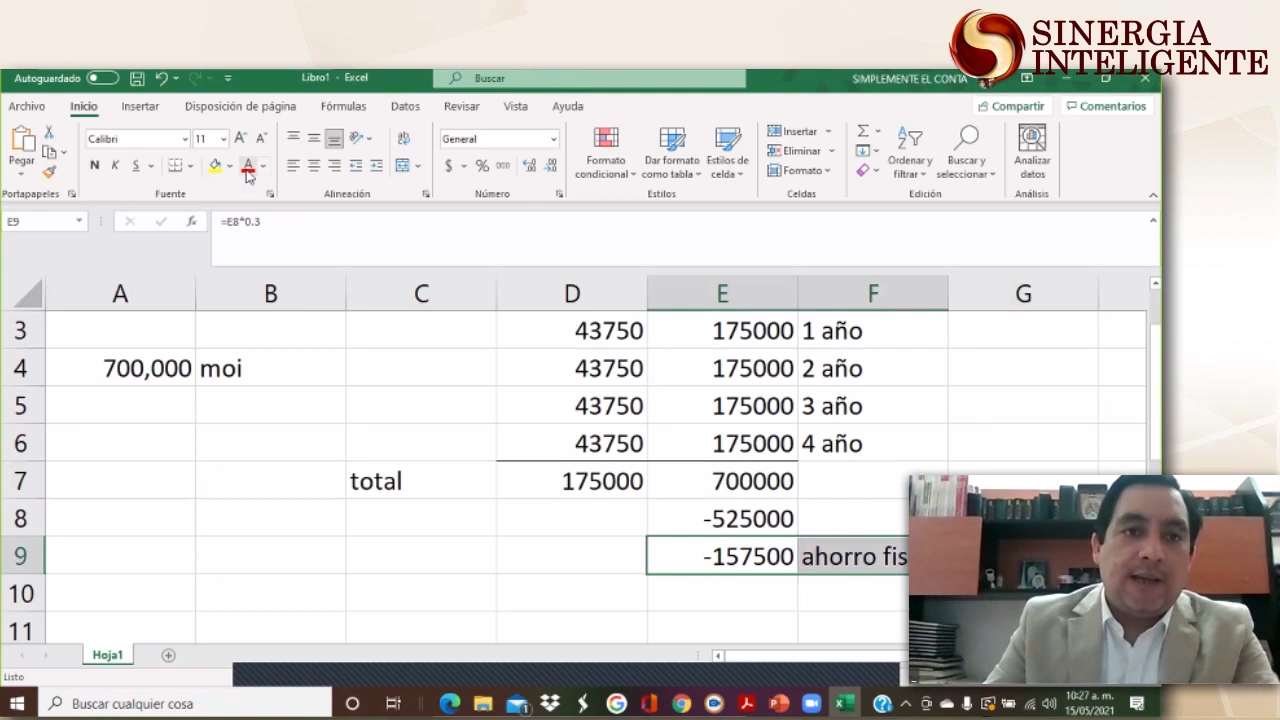 SINERGIA
INTELIGENTE
Autoguardado
Libro1 - Excel
Buscar
SIMPLEMENTE EL CONTA
Archivo Inicio Insertar Disposición de página Fórmulas Datos Revisar Vista Ayuda
Compartir Comentarios
Pegar
Calibri 11
N K S
General
$ % 000
Formato condicional
Dar formato como tabla
Estilos de celda
Insertar
Eliminar
Formato
Ordenar y filtrar
Buscar y seleccionar
Analizar datos
Portapapeles Fuente Alineación Número Estilos Celdas Edición Análisis
E9 fx =E8*0.3
A B C D E F G
3 43750 175000 1 año
4 700,000 moi 43750 175000 2 año
5 43750 175000 3 año
6 43750 175000 4 año
7 total 175000 700000
8 -525000
9 -157500 ahorro fis
10
11
Hoja1
Listo
Buscar cualquier cosa
10:27 a. m.
15/05/2021